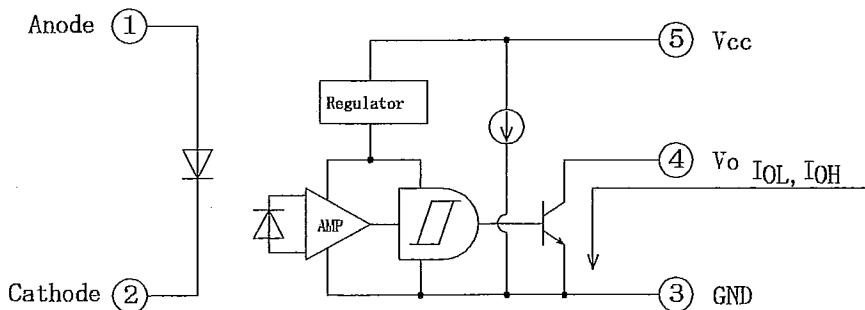 Anode ①
⑤ Vcc
Regulator
④ Vo
IOL, IOH
AMP
Cathode ②
③ GND